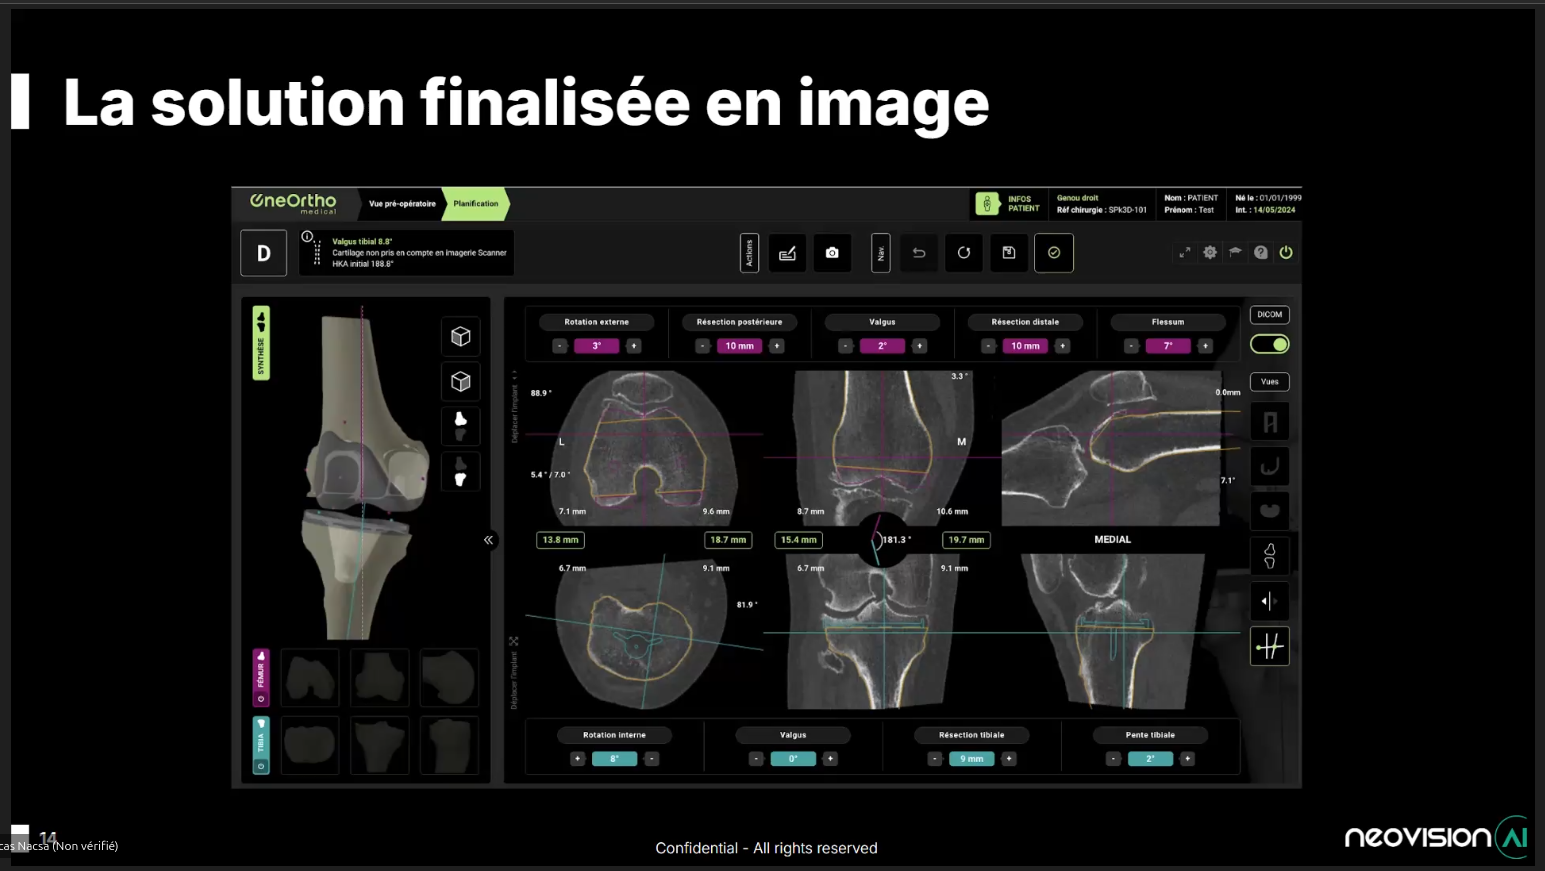 La solution finalisée en image
OneOrtho
medical
Vue pré-opératoire
Planification
INFOS
PATIENT
Genou droit
Réf chirurgie : SPk3D-101
Nom : PATIENT
Prénom : Test
Né le : 01/01/1999
Int. : 14/05/2024
D
Valgus tibial 8.8°
Cartilage non pris en compte en imagerie Scanner
HKA initial 188.8°
Actions
Nav.
SYNTHÈSE
Rotation externe
Résection postérieure
Valgus
Résection distale
Flessum
- 3° +
- 10 mm +
- 2° +
- 10 mm +
- 7° +
DICOM
Vues
Déplacer l'implant
88.9 °
L
5.4 ° / 7.0 °
7.1 mm
9.6 mm
3.3 °
M
8.7 mm
10.6 mm
0.0mm
7.1°
13.8 mm
18.7 mm
15.4 mm
181.3 °
19.7 mm
MEDIAL
6.7 mm
9.1 mm
81.9 °
6.7 mm
9.1 mm
Déplacer l'implant
FÉMUR
TIBIA
Rotation interne
Valgus
Résection tibiale
Pente tibiale
+ 8° -
- 0° +
- 9 mm +
- 2° +
14
cas Nacsa (Non vérifié)
Confidential - All rights reserved
neovision AI